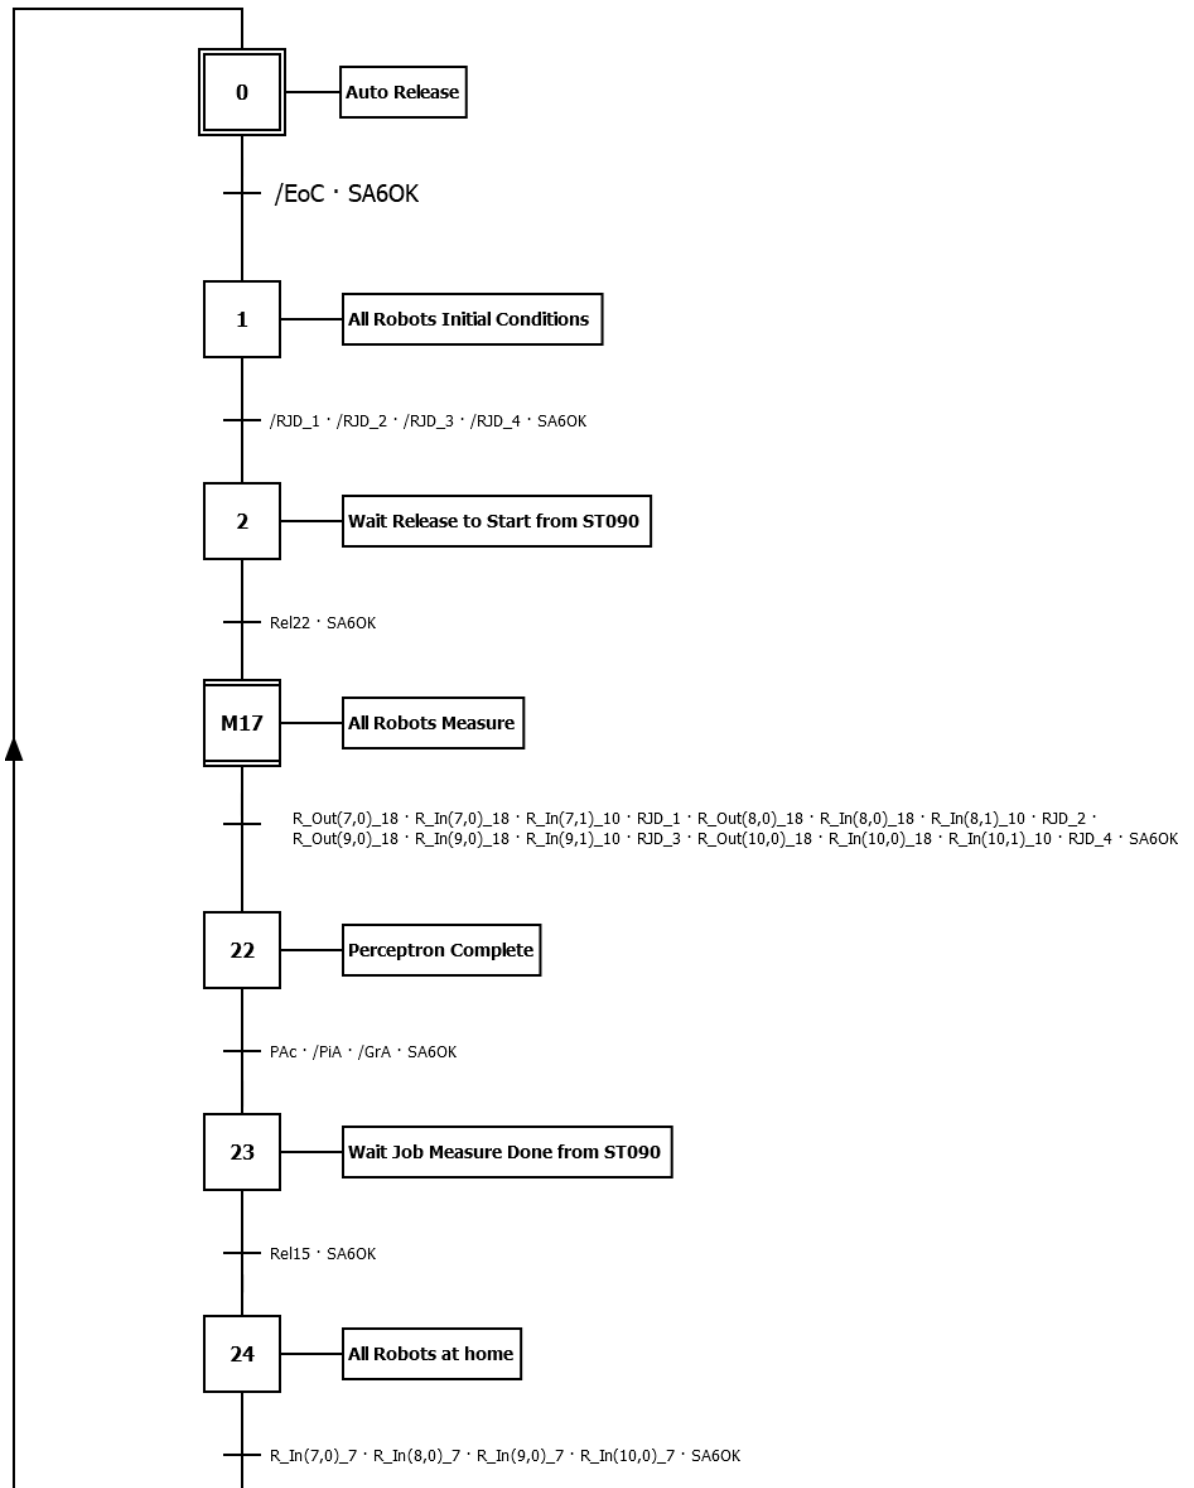 0
Auto Release
/EoC · SA6OK
1
All Robots Initial Conditions
/RJD_1 · /RJD_2 · /RJD_3 · /RJD_4 · SA6OK
2
Wait Release to Start from ST090
Rel22 · SA6OK
M17
All Robots Measure
R_Out(7,0)_18 · R_In(7,0)_18 · R_In(7,1)_10 · RJD_1 · R_Out(8,0)_18 · R_In(8,0)_18 · R_In(8,1)_10 · RJD_2 ·
R_Out(9,0)_18 · R_In(9,0)_18 · R_In(9,1)_10 · RJD_3 · R_Out(10,0)_18 · R_In(10,0)_18 · R_In(10,1)_10 · RJD_4 · SA6OK
22
Perceptron Complete
PAc · /PiA · /GrA · SA6OK
23
Wait Job Measure Done from ST090
Rel15 · SA6OK
24
All Robots at home
R_In(7,0)_7 · R_In(8,0)_7 · R_In(9,0)_7 · R_In(10,0)_7 · SA6OK